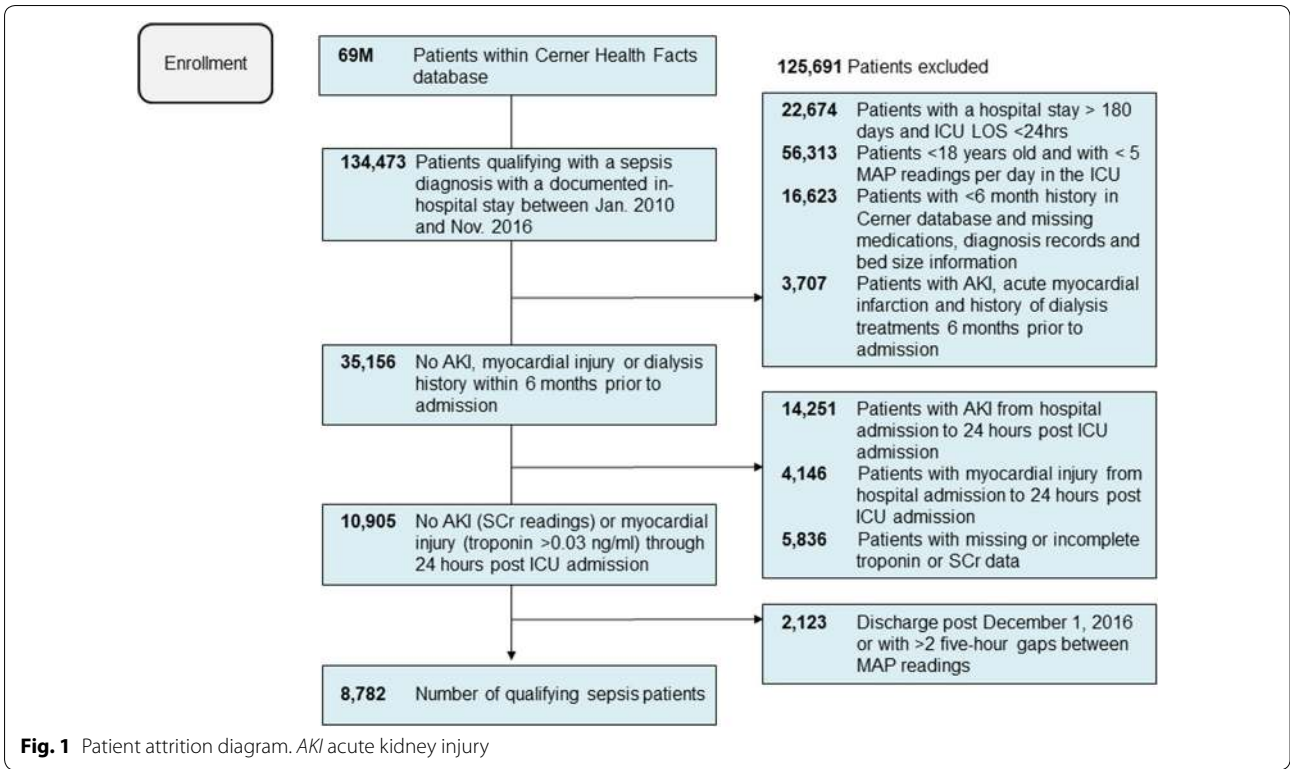 Enrollment
69M Patients within Cerner Health Facts
database
134,473 Patients qualifying with a sepsis
diagnosis with a documented in-
hospital stay between Jan. 2010
and Nov. 2016
125,691 Patients excluded
22,674 Patients with a hospital stay > 180
days and ICU LOS <24hrs
56,313 Patients <18 years old and with < 5
MAP readings per day in the ICU
16,623 Patients with <6 month history in
Cerner database and missing
medications, diagnosis records and
bed size information
3,707 Patients with AKI, acute myocardial
infarction and history of dialysis
treatments 6 months prior to
admission
35,156 No AKI, myocardial injury or dialysis
history within 6 months prior to
admission
14,251 Patients with AKI from hospital
admission to 24 hours post ICU
admission
4,146 Patients with myocardial injury from
hospital admission to 24 hours post
ICU admission
5,836 Patients with missing or incomplete
troponin or SCr data
10,905 No AKI (SCr readings) or myocardial
injury (troponin >0.03 ng/ml) through
24 hours post ICU admission
2,123 Discharge post December 1, 2016
or with >2 five-hour gaps between
MAP readings
8,782 Number of qualifying sepsis patients
Fig. 1 Patient attrition diagram. AKI acute kidney injury